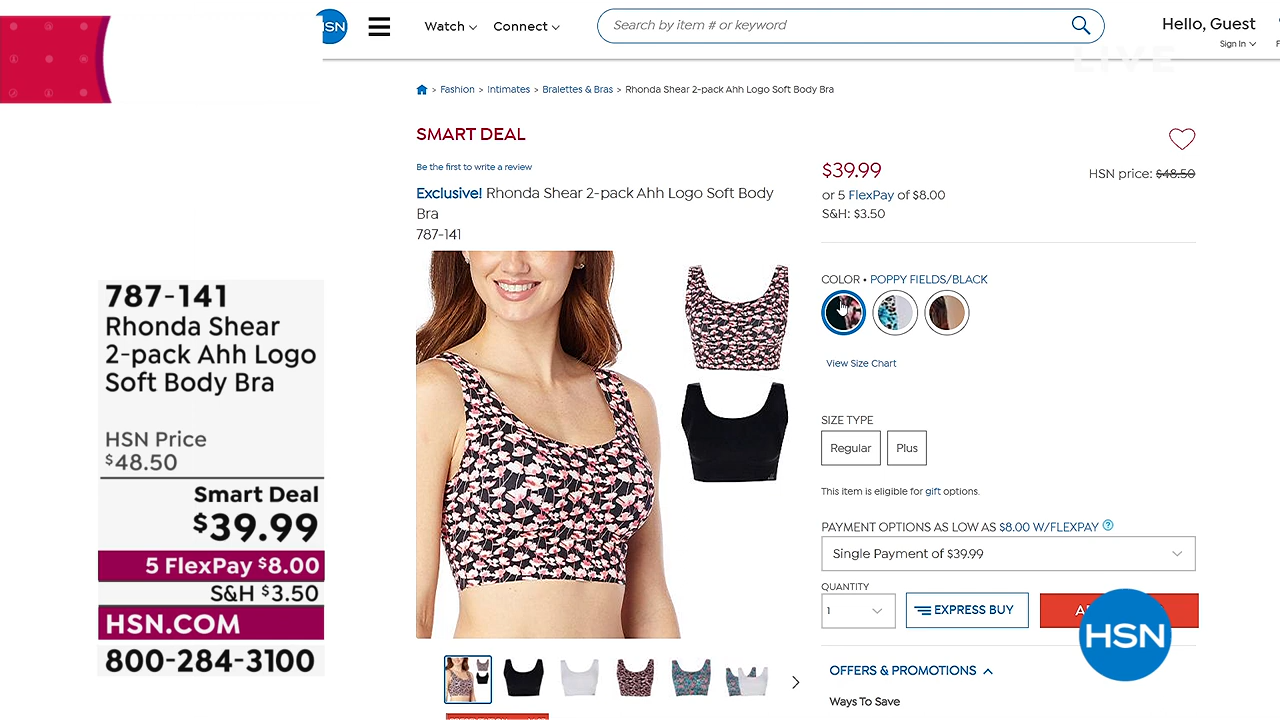 HSN
Watch
Connect
Search by item # or keyword
Hello, Guest
Sign In
LIVE
> Fashion > Intimates > Bralettes & Bras > Rhonda Shear 2-pack Ahh Logo Soft Body Bra
SMART DEAL
Be the first to write a review
Exclusive! Rhonda Shear 2-pack Ahh Logo Soft Body
Bra
787-141
$39.99
HSN price: $48.50
or 5 FlexPay of $8.00
S&H: $3.50
COLOR • POPPY FIELDS/BLACK
View Size Chart
SIZE TYPE
Regular
Plus
This item is eligible for gift options.
PAYMENT OPTIONS AS LOW AS $8.00 W/FLEXPAY ?
Single Payment of $39.99
QUANTITY
1
EXPRESS BUY
HSN
OFFERS & PROMOTIONS
Ways To Save
787-141
Rhonda Shear
2-pack Ahh Logo
Soft Body Bra
HSN Price
$48.50
Smart Deal
$39.99
5 FlexPay $8.00
S&H $3.50
HSN.COM
800-284-3100